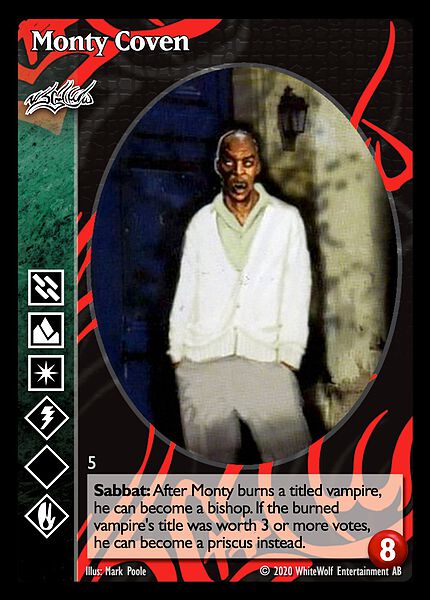 Monty Coven
5
Sabbat: After Monty burns a titled vampire,
he can become a bishop. If the burned
vampire's title was worth 3 or more votes,
he can become a priscus instead.
8
Illus: Mark Poole © 2020 WhiteWolf Entertainment AB